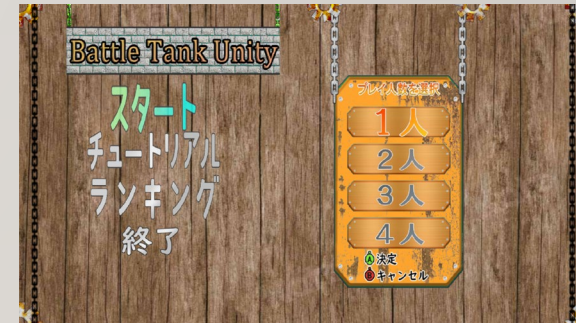 Battle Tank Unity
スタート
チュートリアル
ランキング
終了
プレイ人数を選択
1人
2人
3人
4人
A 決定
B キャンセル